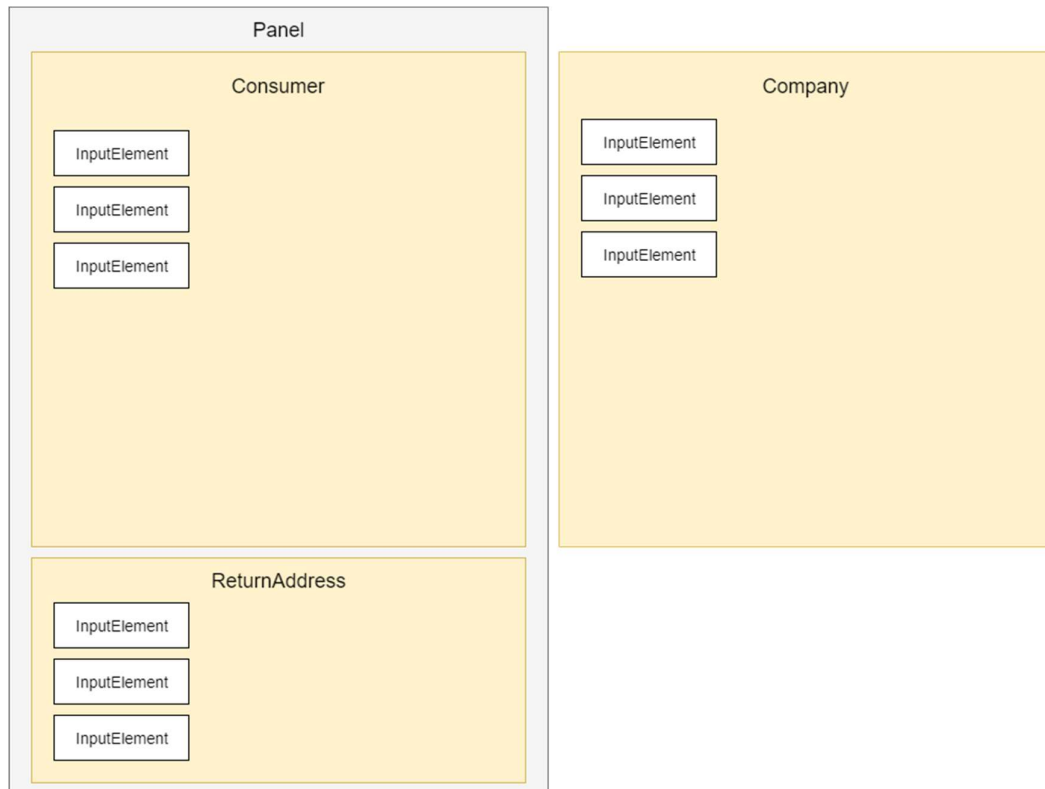 Panel
Consumer
InputElement
InputElement
InputElement
Company
InputElement
InputElement
InputElement
ReturnAddress
InputElement
InputElement
InputElement